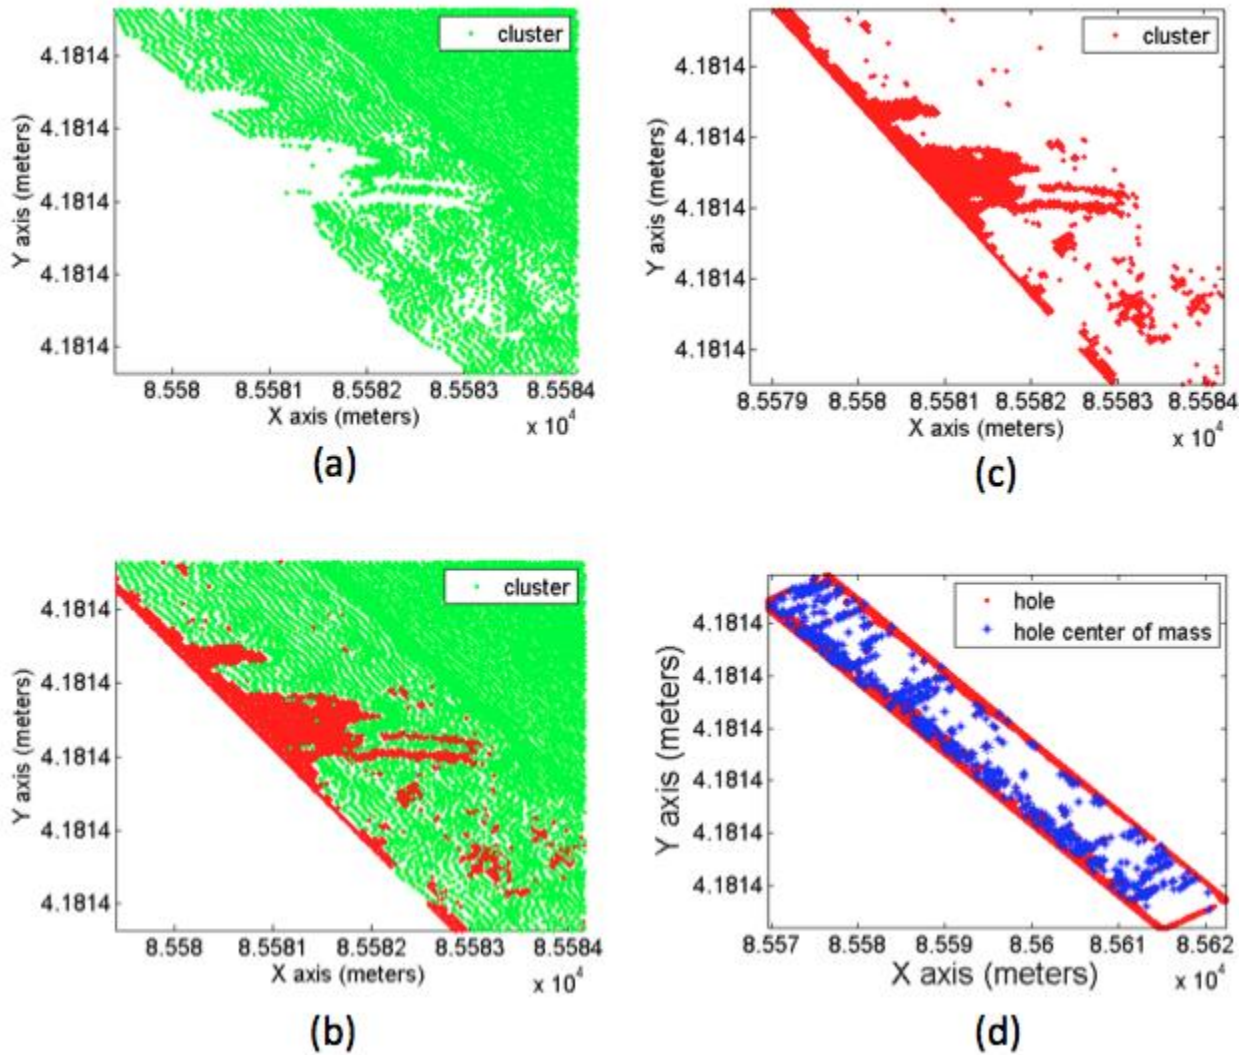 cluster
4.1814
4.1814
4.1814
4.1814
4.1814
Y axis (meters)
8.558 8.5581 8.5582 8.5583 8.5584
X axis (meters)
x 10^4
(a)
cluster
4.1814
4.1814
4.1814
4.1814
4.1814
Y axis (meters)
8.5579 8.558 8.5581 8.5582 8.5583 8.5584
X axis (meters)
x 10^4
(c)
cluster
4.1814
4.1814
4.1814
4.1814
4.1814
Y axis (meters)
8.558 8.5581 8.5582 8.5583 8.5584
X axis (meters)
x 10^4
(b)
hole
hole center of mass
4.1814
4.1814
4.1814
4.1814
4.1814
4.1814
Y axis (meters)
8.557 8.558 8.559 8.56 8.561 8.562
X axis (meters)
x 10^4
(d)